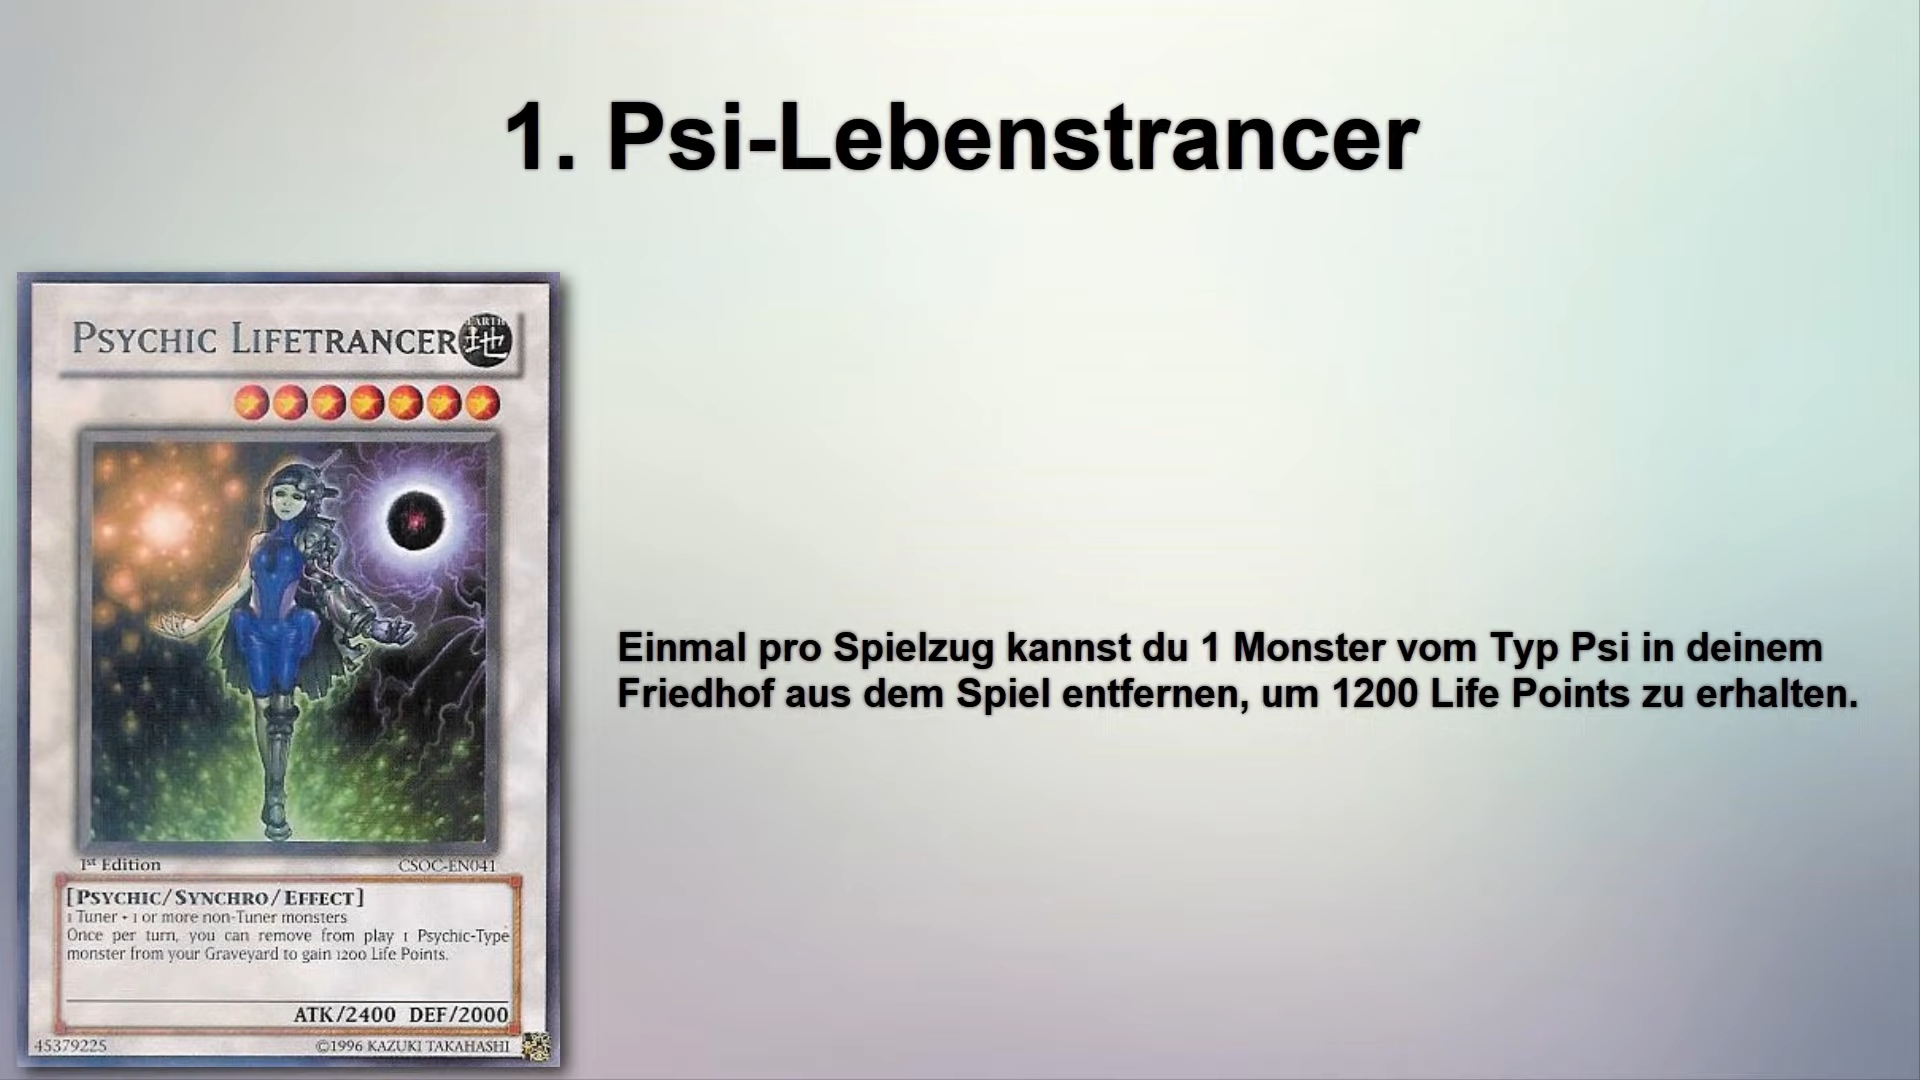 1. Psi-Lebenstrancer
PSYCHIC LIFETRANCER
EARTH
地
Einmal pro Spielzug kannst du 1 Monster vom Typ Psi in deinem
Friedhof aus dem Spiel entfernen, um 1200 Life Points zu erhalten.
1st Edition
CSOC-EN041
[PSYCHIC/SYNCHRO/EFFECT]
1 Tuner + 1 or more non-Tuner monsters
Once per turn, you can remove from play 1 Psychic-Type
monster from your Graveyard to gain 1200 Life Points.
ATK/2400 DEF/2000
45379225
©1996 KAZUKI TAKAHASHI